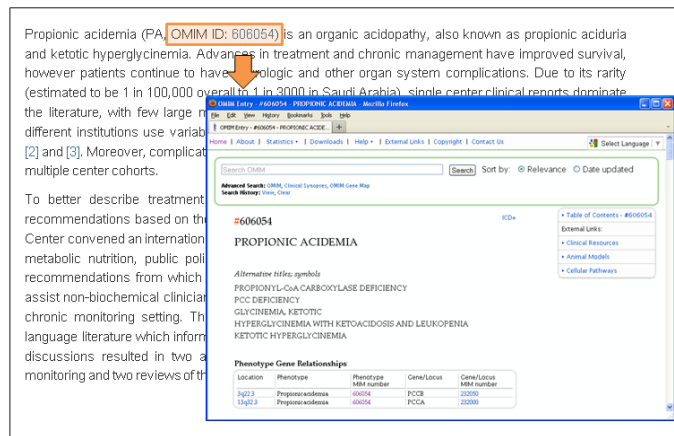 Propionic acidemia (PA, OMIM ID: 606054) is an organic acidopathy, also known as propionic aciduria
and ketotic hyperglycinemia. Advances in treatment and chronic management have improved survival,
however patients continue to have neurologic and other organ system complications. Due to its rarity
(estimated to be 1 in 100,000 overall to 1 in 3000 in Saudi Arabia), single center clinical reports dominate
the literature, with few large m
different institutions use variab
[2] and [3]. Moreover, complicat
multiple center cohorts.
To better describe treatment
recommendations based on the
Center convened an internation
metabolic nutrition, public poli
recommendations from which
assist non-biochemical clinician
chronic monitoring setting. Th
language literature which inform
discussions resulted in two a
monitoring and two reviews of th
OMIM Entry - #606054 - PROPIONIC ACIDEMIA - Mozilla Firefox
File Edit View History Bookmarks Tools Help
OMIM Entry - #606054 - PROPIONIC ACIDE... +
Home | About | Statistics | Downloads | Help | External Links | Copyright | Contact Us
Select Language
Search OMIM Search Sort by: Relevance Date updated
Advanced Search: OMIM, Clinical Synopses, OMIM Gene Map
Search History: View, Clear
#606054 ICD+
PROPIONIC ACIDEMIA
Table of Contents - #606054
External Links:
Clinical Resources
Animal Models
Cellular Pathways
Alternative titles; symbols
PROPIONYL-CoA CARBOXYLASE DEFICIENCY
PCC DEFICIENCY
GLYCINEMIA, KETOTIC
HYPERGLYCINEMIA WITH KETOACIDOSIS AND LEUKOPENIA
KETOTIC HYPERGLYCINEMIA
Phenotype Gene Relationships
Location Phenotype Phenotype MIM number Gene/Locus Gene/Locus MIM number
3q22.3 Propionicacidemia 606054 PCCB 232050
13q32.3 Propionicacidemia 606054 PCCA 232000